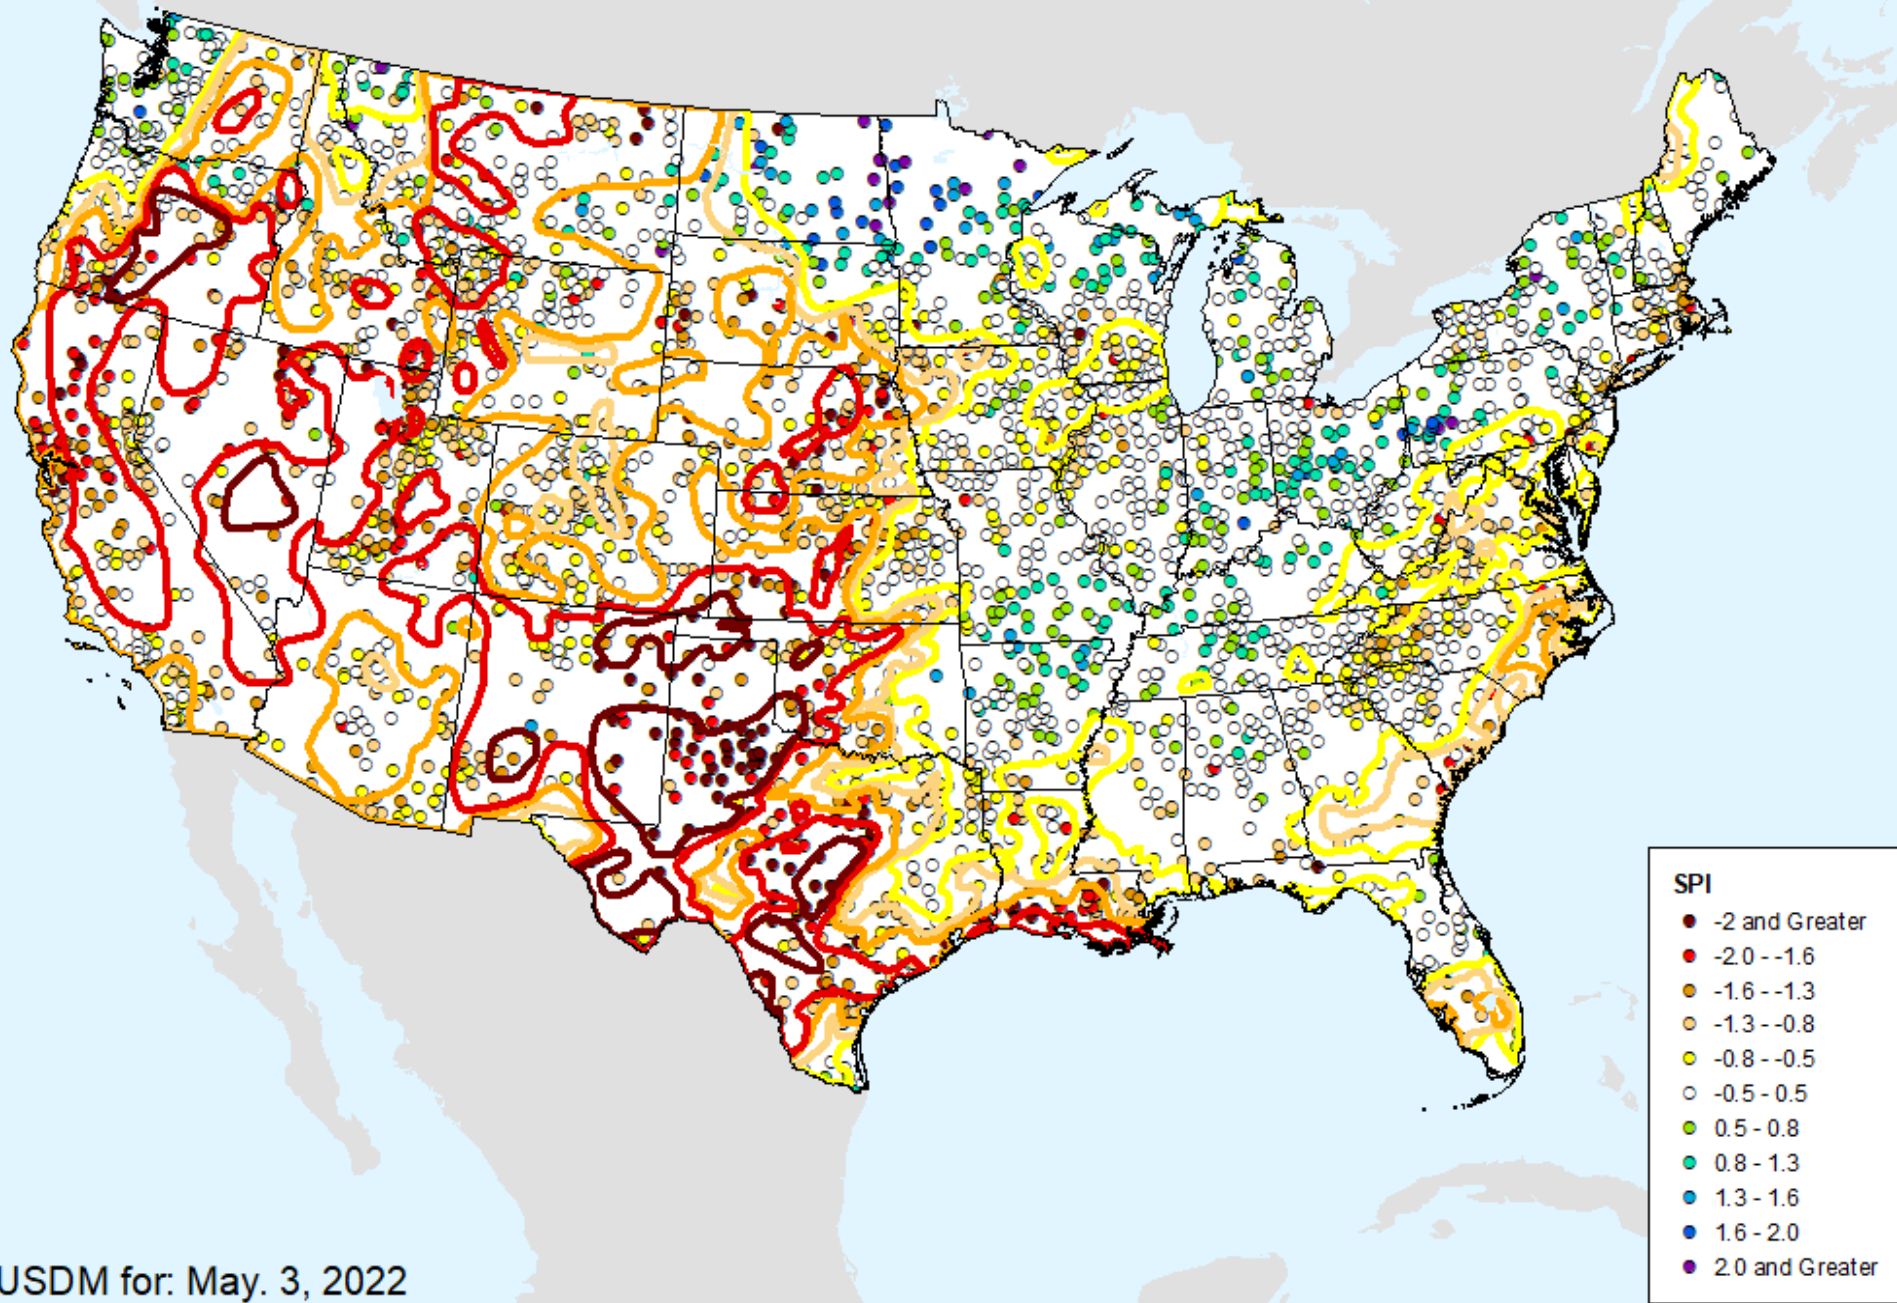 SPI
-2 and Greater
-2.0 - -1.6
-1.6 - -1.3
-1.3 - -0.8
-0.8 - -0.5
-0.5 - 0.5
0.5 - 0.8
0.8 - 1.3
1.3 - 1.6
1.6 - 2.0
2.0 and Greater
USDM for: May. 3, 2022